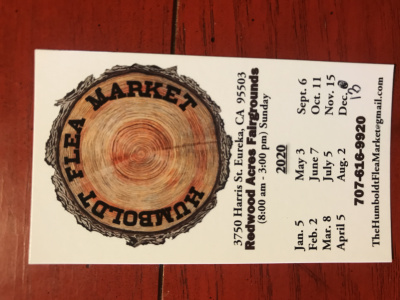 HUMBOLDT FLEA MARKET
3750 Harris St. Eureka, CA 95503
Redwood Acres Fairgrounds
(8:00 am - 3:00 pm) Sunday
2020
Jan. 5 May 3 Sept. 6
Feb. 2 June 7 Oct. 11
Mar. 8 July 5 Nov. 15
April 5 Aug. 2 Dec. 13
707-616-9920
TheHumboldtFleaMarket@gmail.com